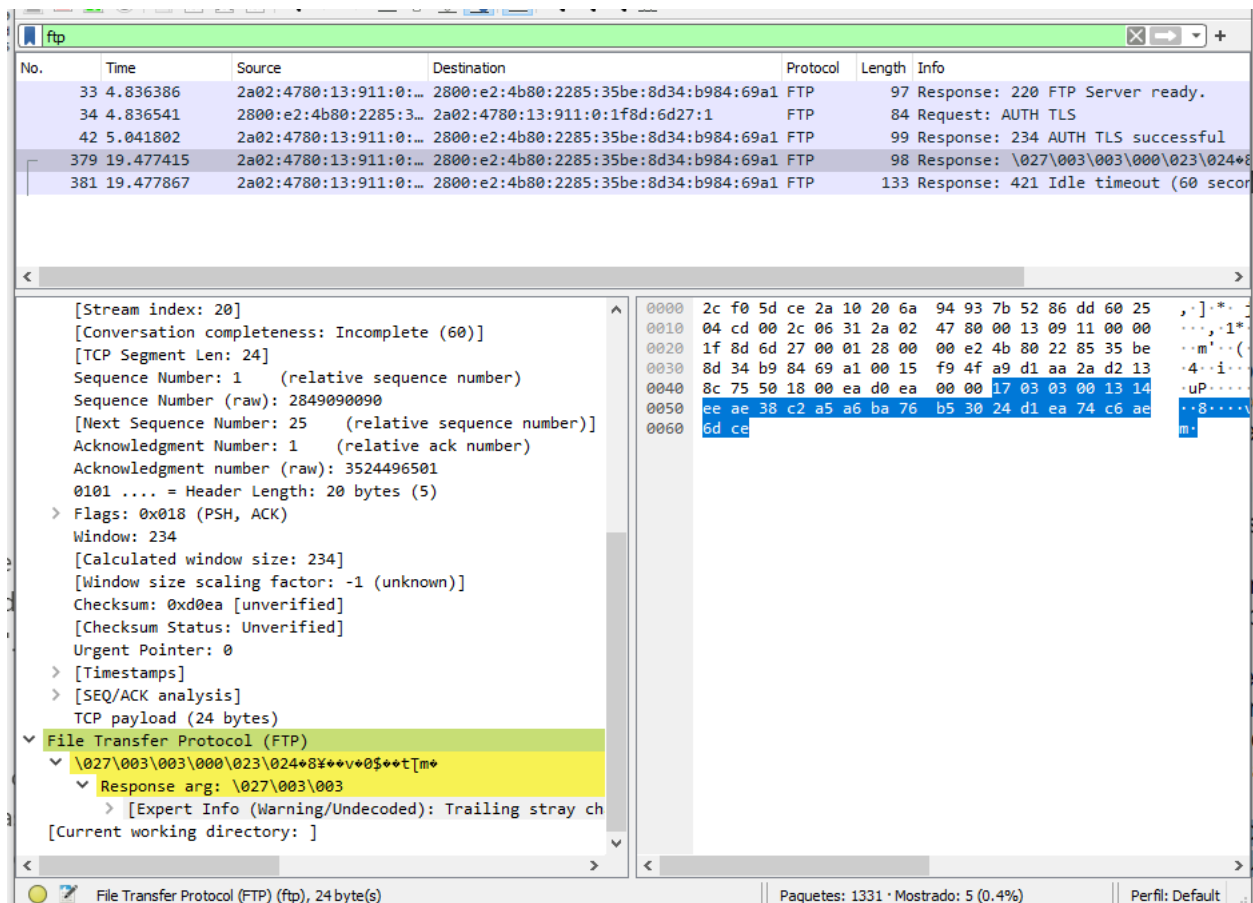 ftp
No. Time Source Destination Protocol Length Info
33 4.836386 2a02:4780:13:911:0:… 2800:e2:4b80:2285:35be:8d34:b984:69a1 FTP 97 Response: 220 FTP Server ready.
34 4.836541 2800:e2:4b80:2285:3… 2a02:4780:13:911:0:1f8d:6d27:1 FTP 84 Request: AUTH TLS
42 5.041802 2a02:4780:13:911:0:… 2800:e2:4b80:2285:35be:8d34:b984:69a1 FTP 99 Response: 234 AUTH TLS successful
379 19.477415 2a02:4780:13:911:0:… 2800:e2:4b80:2285:35be:8d34:b984:69a1 FTP 98 Response: \027\003\003\000\023\024�8
381 19.477867 2a02:4780:13:911:0:… 2800:e2:4b80:2285:35be:8d34:b984:69a1 FTP 133 Response: 421 Idle timeout (60 secon
[Stream index: 20]
[Conversation completeness: Incomplete (60)]
[TCP Segment Len: 24]
Sequence Number: 1 (relative sequence number)
Sequence Number (raw): 2849090090
[Next Sequence Number: 25 (relative sequence number)]
Acknowledgment Number: 1 (relative ack number)
Acknowledgment number (raw): 3524496501
0101 .... = Header Length: 20 bytes (5)
Flags: 0x018 (PSH, ACK)
Window: 234
[Calculated window size: 234]
[Window size scaling factor: -1 (unknown)]
Checksum: 0xd0ea [unverified]
[Checksum Status: Unverified]
Urgent Pointer: 0
[Timestamps]
[SEQ/ACK analysis]
TCP payload (24 bytes)
File Transfer Protocol (FTP)
\027\003\003\000\023\024�8¥��v�0$��tƮm�
Response arg: \027\003\003
[Expert Info (Warning/Undecoded): Trailing stray ch
[Current working directory: ]
0000 2c f0 5d ce 2a 10 20 6a 94 93 7b 52 86 dd 60 25 ,·]·*· j
0010 04 cd 00 2c 06 31 2a 02 47 80 00 13 09 11 00 00 ···,·1*·
0020 1f 8d 6d 27 00 01 28 00 00 e2 4b 80 22 85 35 be ··m'··(·
0030 8d 34 b9 84 69 a1 00 15 f9 4f a9 d1 aa 2a d2 13 ·4··i···
0040 8c 75 50 18 00 ea d0 ea 00 00 17 03 03 00 13 14 ·uP·····
0050 ee ae 38 c2 a5 a6 ba 76 b5 30 24 d1 ea 74 c6 ae ··8····v
0060 6d ce m·
File Transfer Protocol (FTP) (ftp), 24 byte(s)
Paquetes: 1331 · Mostrado: 5 (0.4%)
Perfil: Default